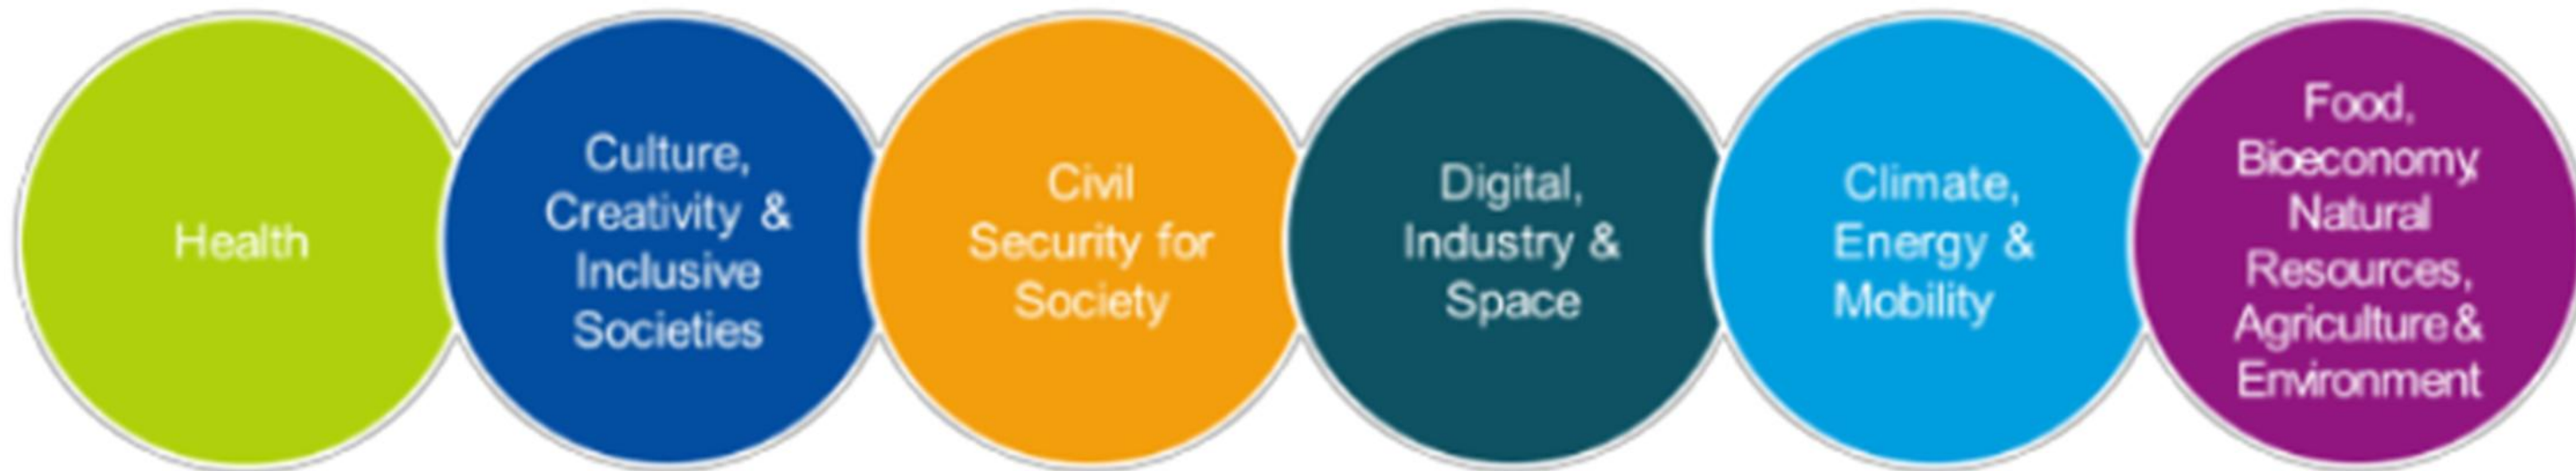 Health
Culture,
Creativity &
Inclusive
Societies
Civil
Security for
Society
Digital,
Industry &
Space
Climate,
Energy &
Mobility
Food,
Bioeconomy,
Natural
Resources,
Agriculture &
Environment